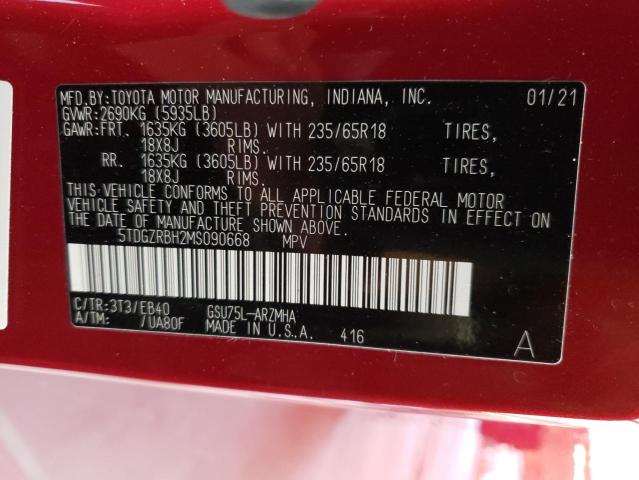 MFD.BY:TOYOTA MOTOR MANUFACTURING, INDIANA, INC. 01/21
GVWR:2690KG (5935LB)
GAWR:FRT. 1635KG (3605LB) WITH 235/65R18 TIRES,
18X8J RIMS.
RR. 1635KG (3605LB) WITH 235/65R18 TIRES,
18X8J RIMS.
THIS VEHICLE CONFORMS TO ALL APPLICABLE FEDERAL MOTOR
VEHICLE SAFETY AND THEFT PREVENTION STANDARDS IN EFFECT ON
THE DATE OF MANUFACTURE SHOWN ABOVE.
5TDGZRBH2MS090668 MPV
C/TR:3T3/EB40 GSU75L-ARZMHA
A/TM: /UA80F MADE IN U.S.A. 416 A